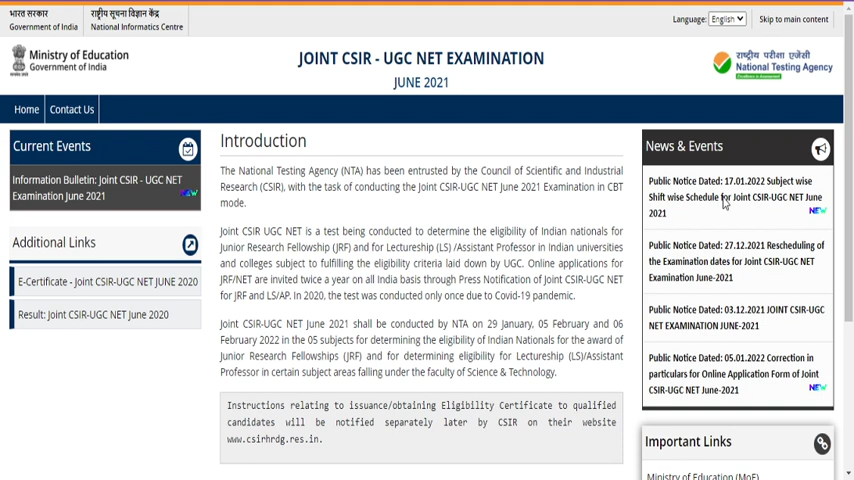 भारत सरकार
Government of India
राष्ट्रीय सूचना विज्ञान केंद्र
National Informatics Centre
Language: English
Skip to main content
Ministry of Education
Government of India
JOINT CSIR - UGC NET EXAMINATION
JUNE 2021
राष्ट्रीय परीक्षा एजेंसी
National Testing Agency
Excellence in Assessment
Home
Contact Us
Current Events
Information Bulletin: Joint CSIR - UGC NET
Examination June 2021
NEW
Additional Links
E-Certificate - Joint CSIR-UGC NET JUNE 2020
Result: Joint CSIR-UGC NET June 2020
Introduction
The National Testing Agency (NTA) has been entrusted by the Council of Scientific and Industrial
Research (CSIR), with the task of conducting the Joint CSIR-UGC NET June 2021 Examination in CBT
mode.
Joint CSIR UGC NET is a test being conducted to determine the eligibility of Indian nationals for
Junior Research Fellowship (JRF) and for Lectureship (LS) /Assistant Professor in Indian universities
and colleges subject to fulfilling the eligibility criteria laid down by UGC. Online applications for
JRF/NET are invited twice a year on all India basis through Press Notification of Joint CSIR-UGC NET
for JRF and LS/AP. In 2020, the test was conducted only once due to Covid-19 pandemic.
Joint CSIR-UGC NET June 2021 shall be conducted by NTA on 29 January, 05 February and 06
February 2022 in the 05 subjects for determining the eligibility of Indian Nationals for the award of
Junior Research Fellowships (JRF) and for determining eligibility for Lectureship (LS)/Assistant
Professor in certain subject areas falling under the faculty of Science & Technology.
Instructions relating to issuance/obtaining Eligibility Certificate to qualified
candidates will be notified separately later by CSIR on their website
www.csirhrdg.res.in.
News & Events
Public Notice Dated: 17.01.2022 Subject wise
Shift wise Schedule for Joint CSIR-UGC NET June
2021
NEW
Public Notice Dated: 27.12.2021 Rescheduling of
the Examination dates for Joint CSIR-UGC NET
Examination June-2021
Public Notice Dated: 03.12.2021 JOINT CSIR-UGC
NET EXAMINATION JUNE-2021
Public Notice Dated: 05.01.2022 Correction in
particulars for Online Application Form of Joint
CSIR-UGC NET June-2021
NEW
Important Links
Ministry of Education (MoE)